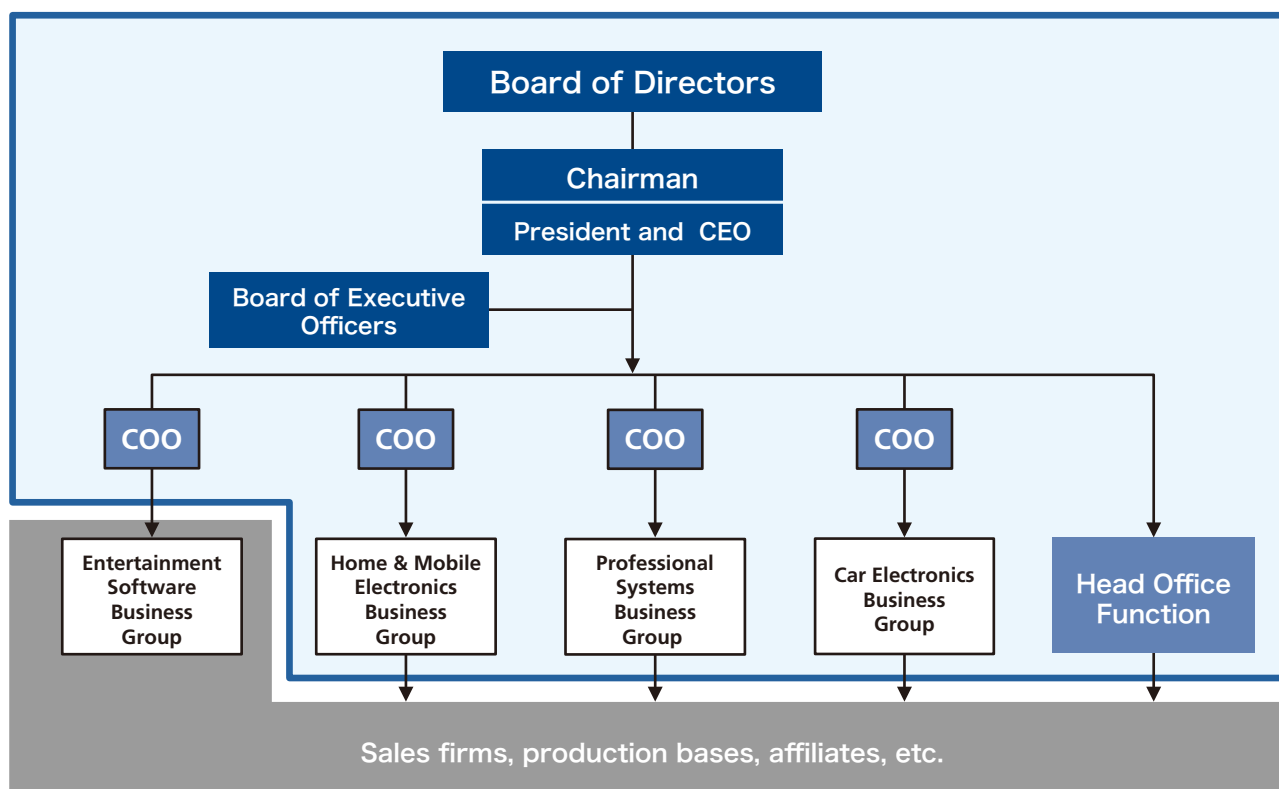 Board of Directors
Chairman
President and CEO
Board of Executive
Officers
COO
COO
COO
COO
Entertainment
Software
Business
Group
Home & Mobile
Electronics
Business
Group
Professional
Systems
Business
Group
Car Electronics
Business
Group
Head Office
Function
Sales firms, production bases, affiliates, etc.